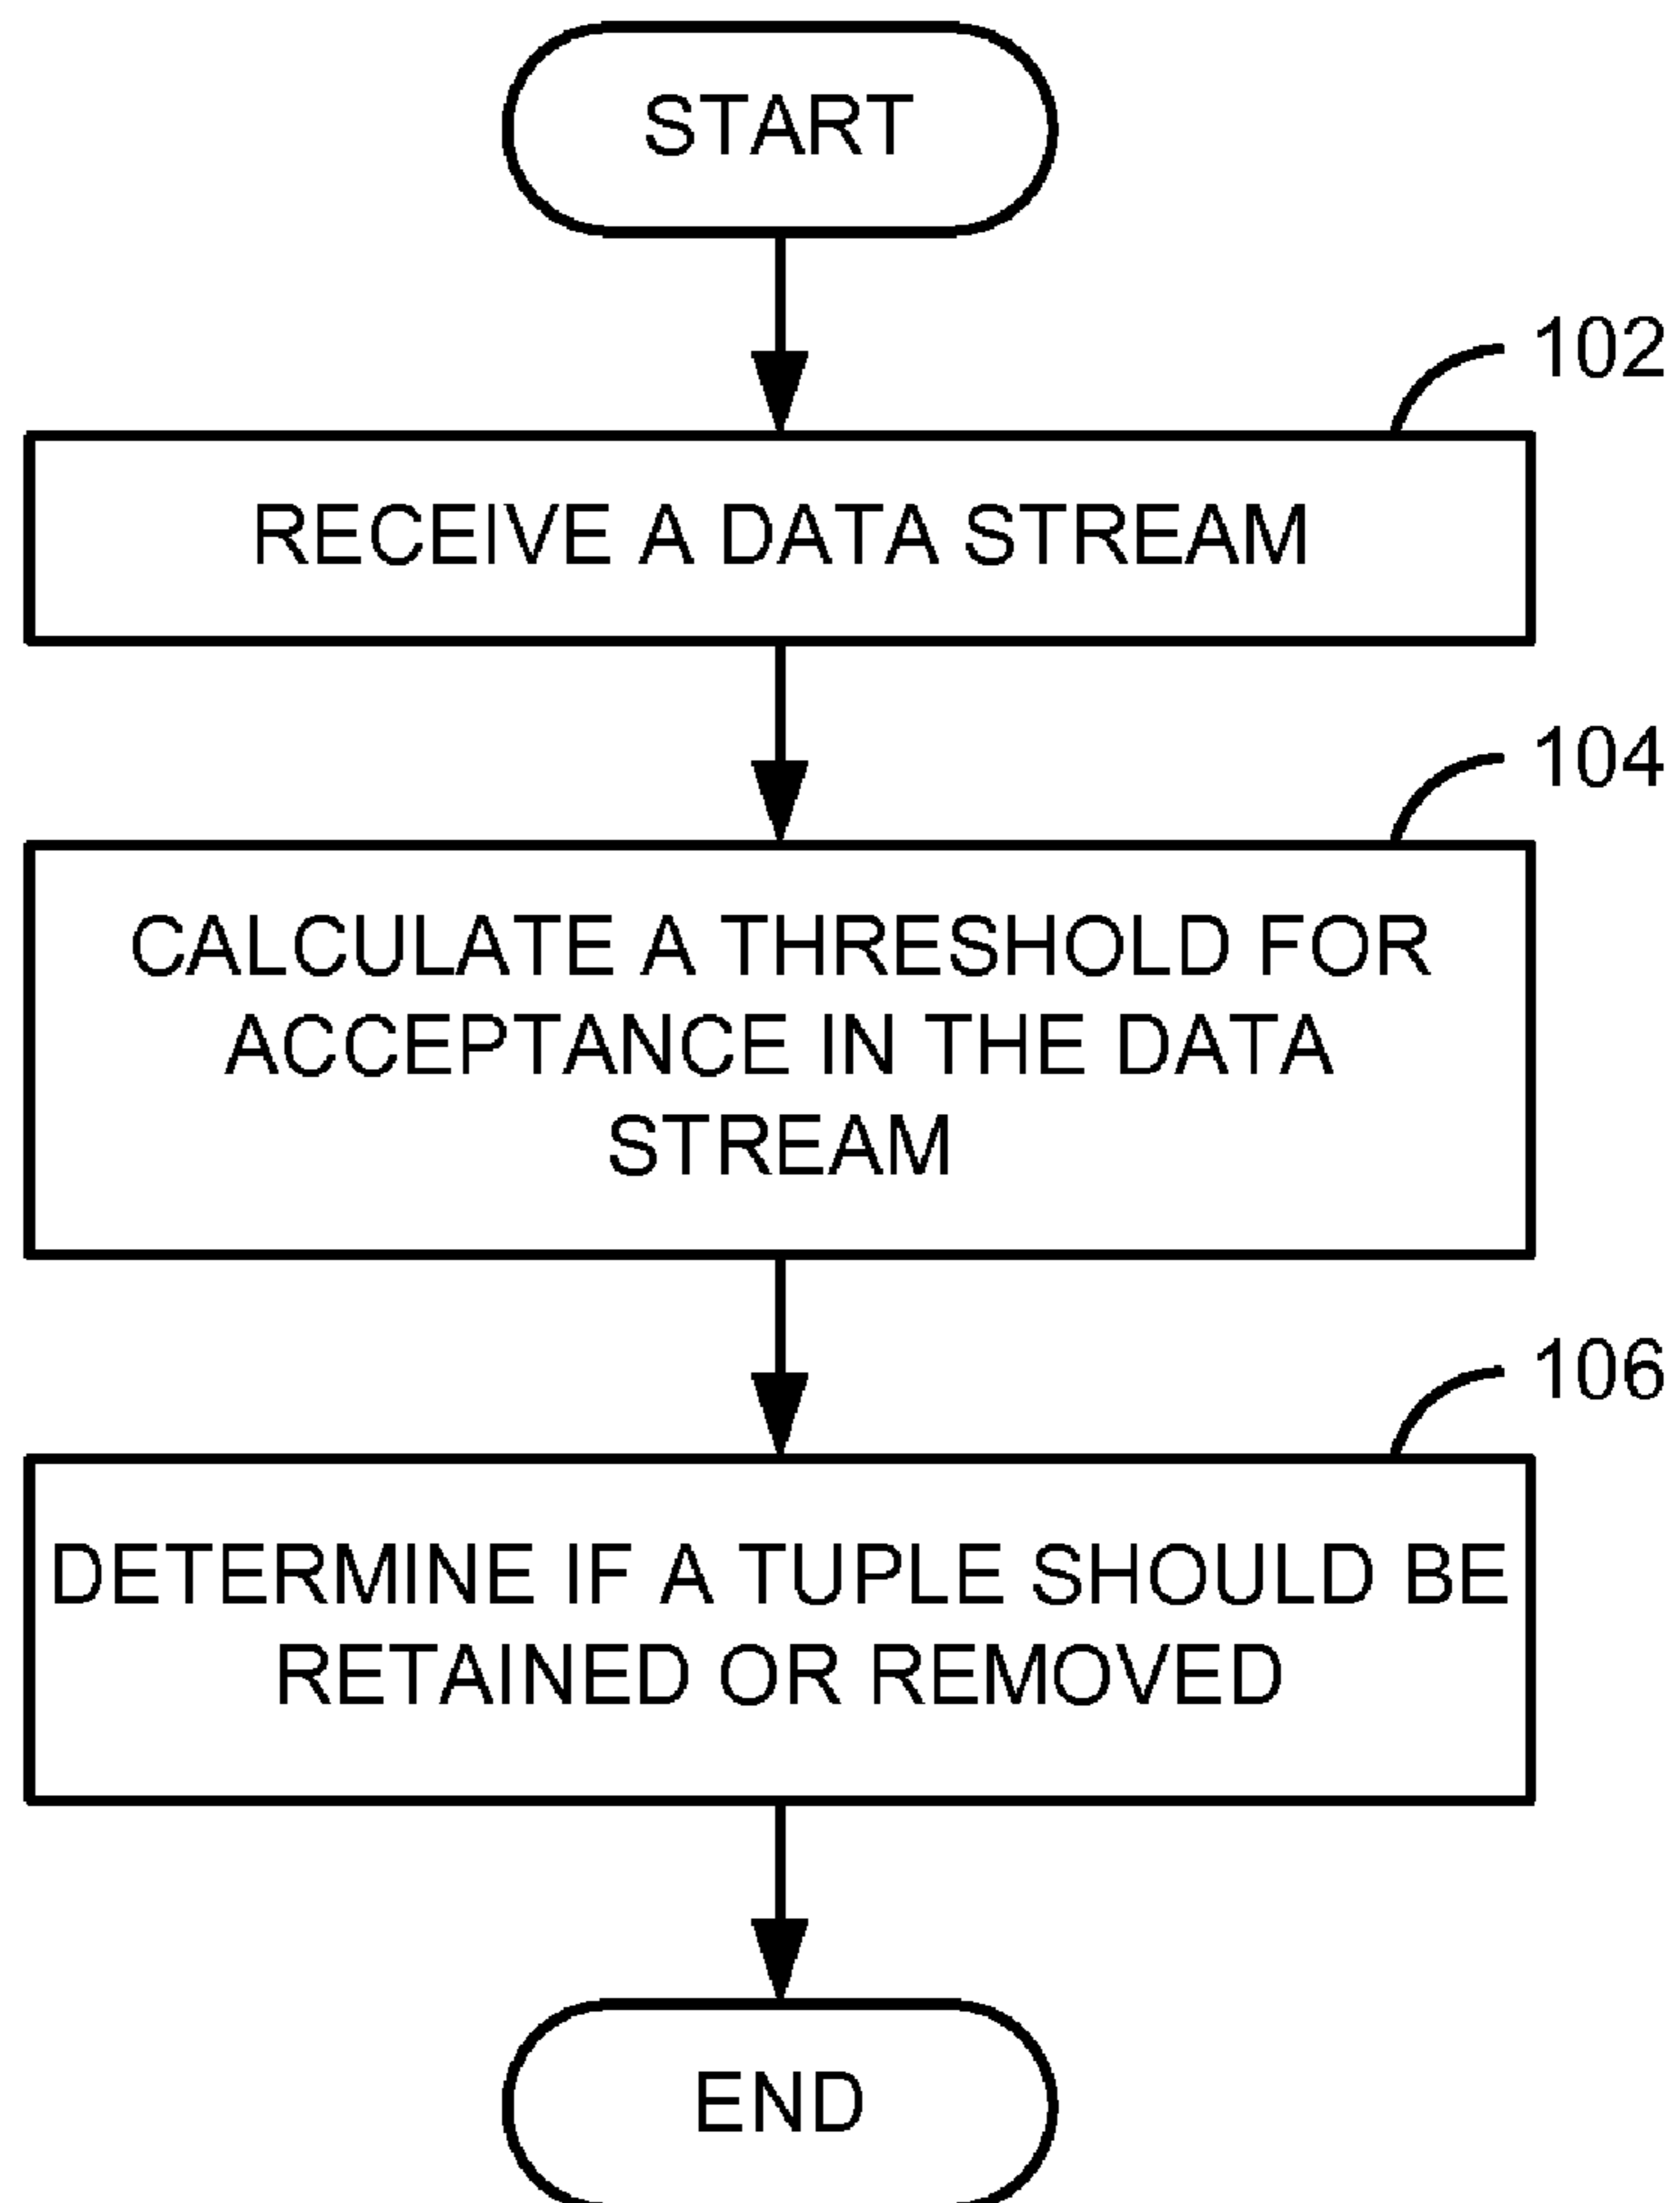 START
102
RECEIVE A DATA STREAM
104
CALCULATE A THRESHOLD FOR
ACCEPTANCE IN THE DATA
STREAM
106
DETERMINE IF A TUPLE SHOULD BE
RETAINED OR REMOVED
END